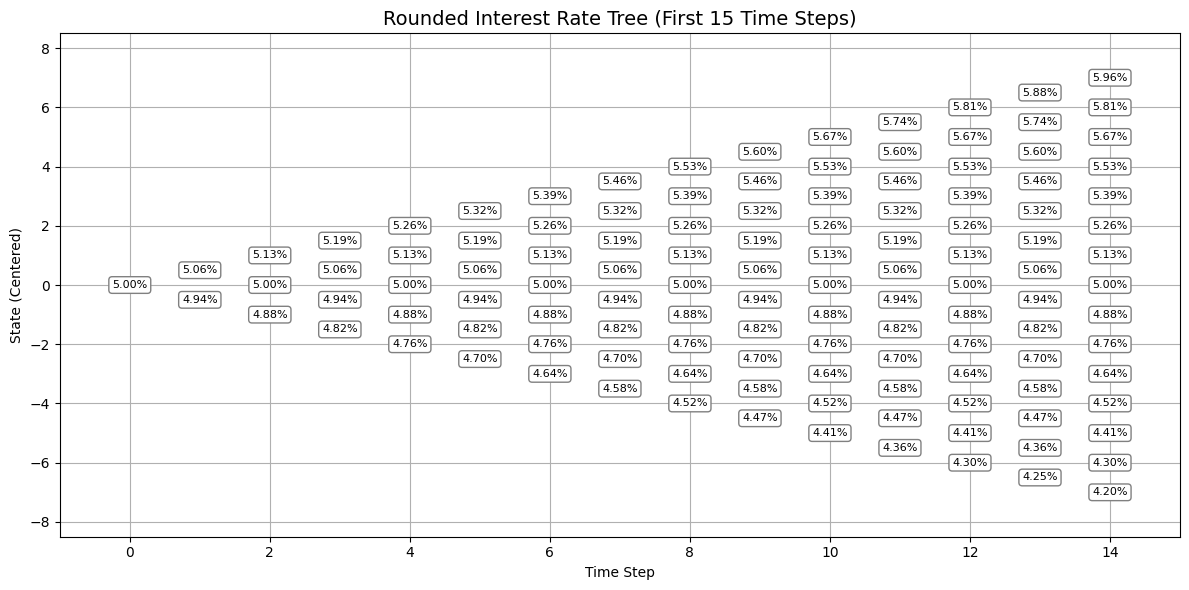 Rounded Interest Rate Tree (First 15 Time Steps)
State (Centered)
8
5.96%
5.88%
6 5.81% 5.81%
5.74% 5.74%
5.67% 5.67% 5.67%
5.60% 5.60% 5.60%
4 5.53% 5.53% 5.53% 5.53%
5.46% 5.46% 5.46% 5.46%
5.39% 5.39% 5.39% 5.39% 5.39%
5.32% 5.32% 5.32% 5.32% 5.32%
2 5.26% 5.26% 5.26% 5.26% 5.26% 5.26%
5.19% 5.19% 5.19% 5.19% 5.19% 5.19%
5.13% 5.13% 5.13% 5.13% 5.13% 5.13% 5.13%
5.06% 5.06% 5.06% 5.06% 5.06% 5.06% 5.06%
0 5.00% 5.00% 5.00% 5.00% 5.00% 5.00% 5.00% 5.00%
4.94% 4.94% 4.94% 4.94% 4.94% 4.94% 4.94%
4.88% 4.88% 4.88% 4.88% 4.88% 4.88% 4.88%
4.82% 4.82% 4.82% 4.82% 4.82% 4.82%
−2 4.76% 4.76% 4.76% 4.76% 4.76% 4.76%
4.70% 4.70% 4.70% 4.70% 4.70%
4.64% 4.64% 4.64% 4.64% 4.64%
4.58% 4.58% 4.58% 4.58%
−4 4.52% 4.52% 4.52% 4.52%
4.47% 4.47% 4.47%
4.41% 4.41% 4.41%
4.36% 4.36%
−6 4.30% 4.30%
4.25%
4.20%
−8
0 2 4 6 8 10 12 14
Time Step